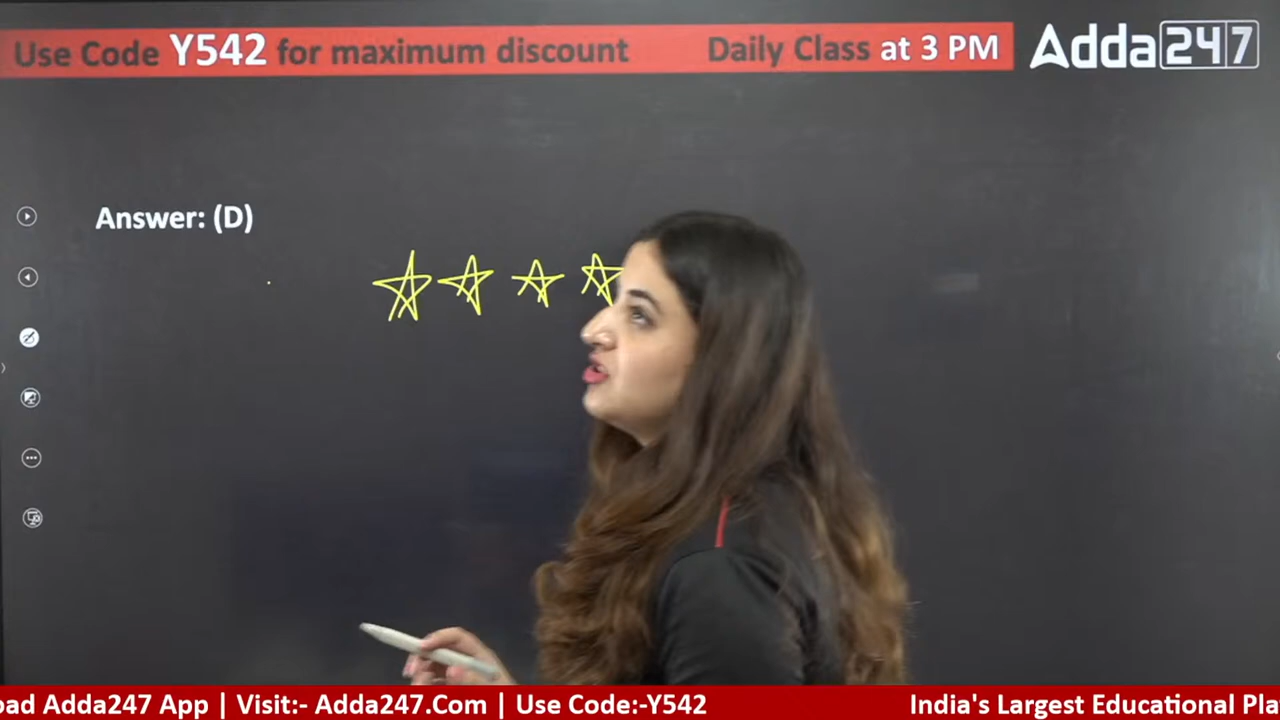 Use Code Y542 for maximum discount Daily Class at 3 PM
Adda247
Answer: (D)
oad Adda247 App | Visit:- Adda247.Com | Use Code:-Y542 India's Largest Educational Pla